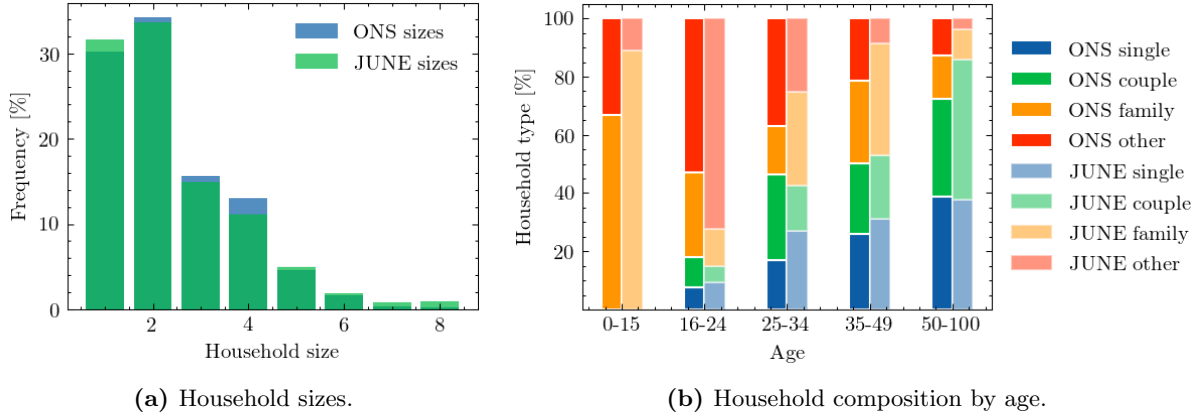 30
20
10
0
Frequency [%]
2
4
6
8
Household size
ONS sizes
JUNE sizes
(a) Household sizes.
100
80
60
40
20
Household type [%]
0-15
16-24
25-34
35-49
50-100
Age
ONS single
ONS couple
ONS family
ONS other
JUNE single
JUNE couple
JUNE family
JUNE other
(b) Household composition by age.